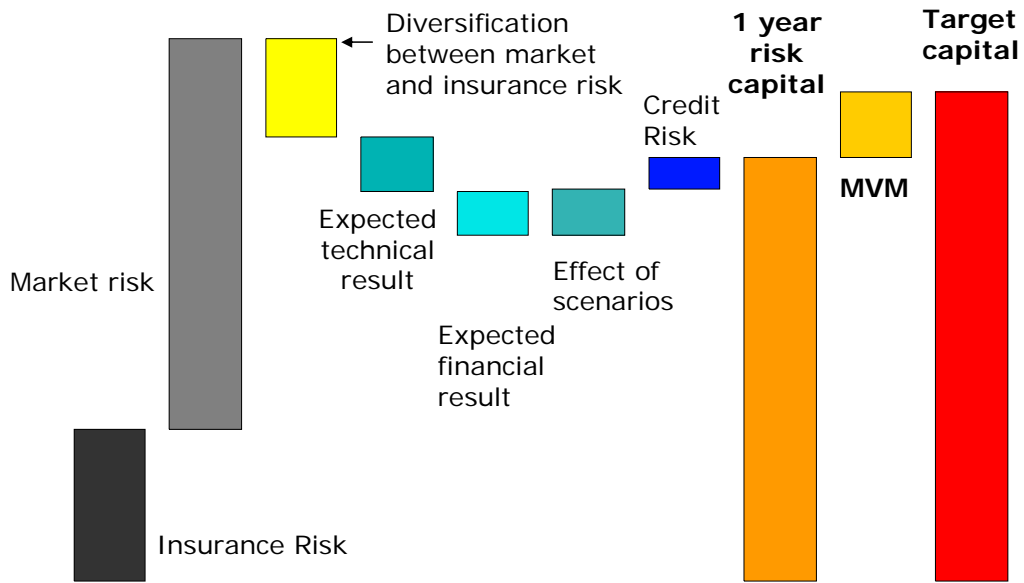 Diversification
between market
and insurance risk
1 year
risk
capital
Target
capital
Credit
Risk
MVM
Expected
technical
result
Market risk
Effect of
scenarios
Expected
financial
result
Insurance Risk